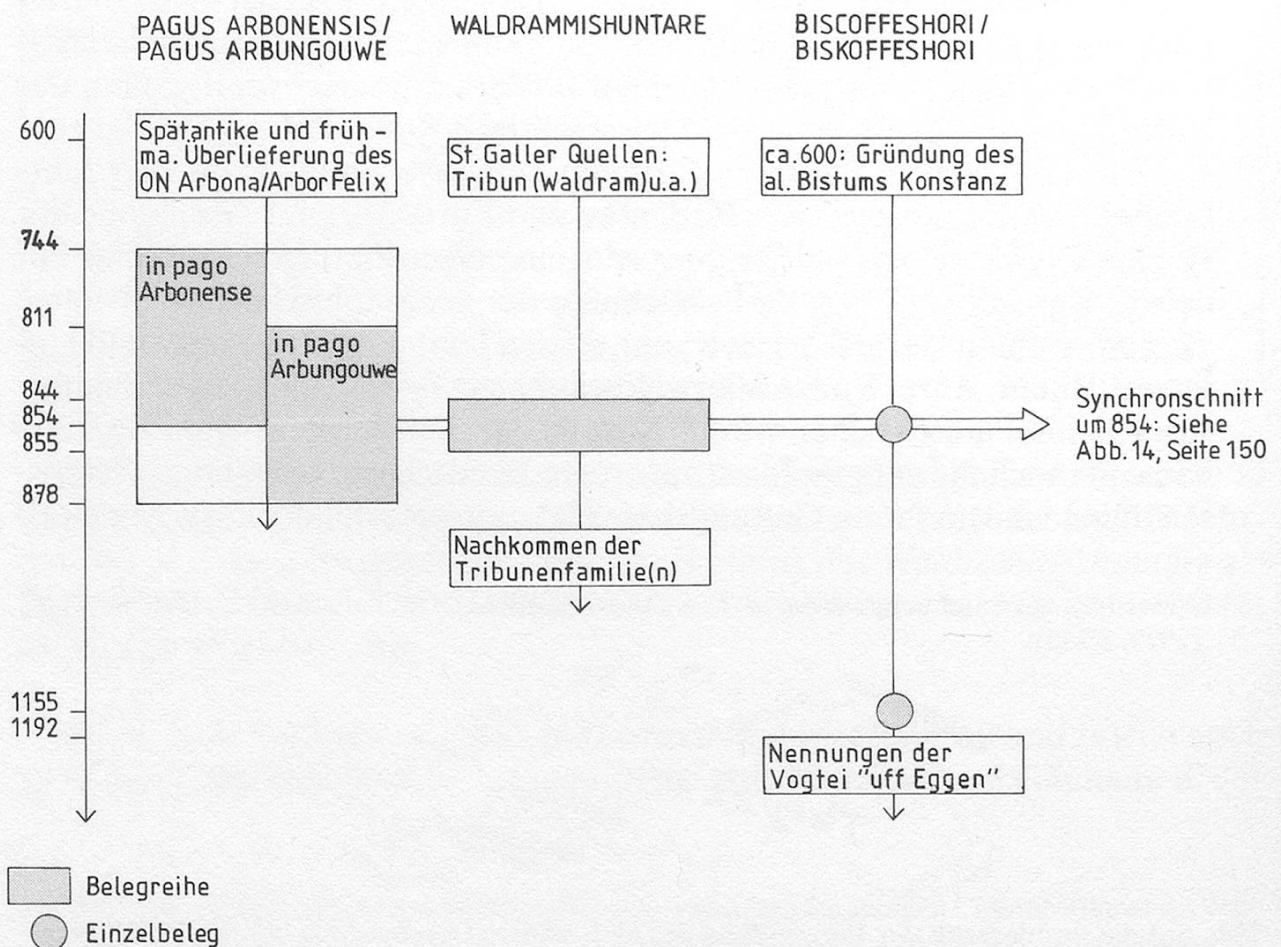 PAGUS ARBONENSIS/
PAGUS ARBUNGOUWE
WALDRAMMISHUNTARE
BISCOFFESHORI/
BISKOFFESHORI
600
744
811
844
854
855
878
1155
1192
Spätantike und früh-
ma. Überlieferung des
ON Arbona/Arbor Felix
in pago
Arbonense
in pago
Arbungouwe
St. Galler Quellen:
Tribun (Waldram)u.a.)
Nachkommen der
Tribunenfamilie(n)
ca.600: Gründung des
al. Bistums Konstanz
Nennungen der
Vogtei "uff Eggen"
Synchronschnitt
um 854: Siehe
Abb.14, Seite 150
Belegreihe
Einzelbeleg